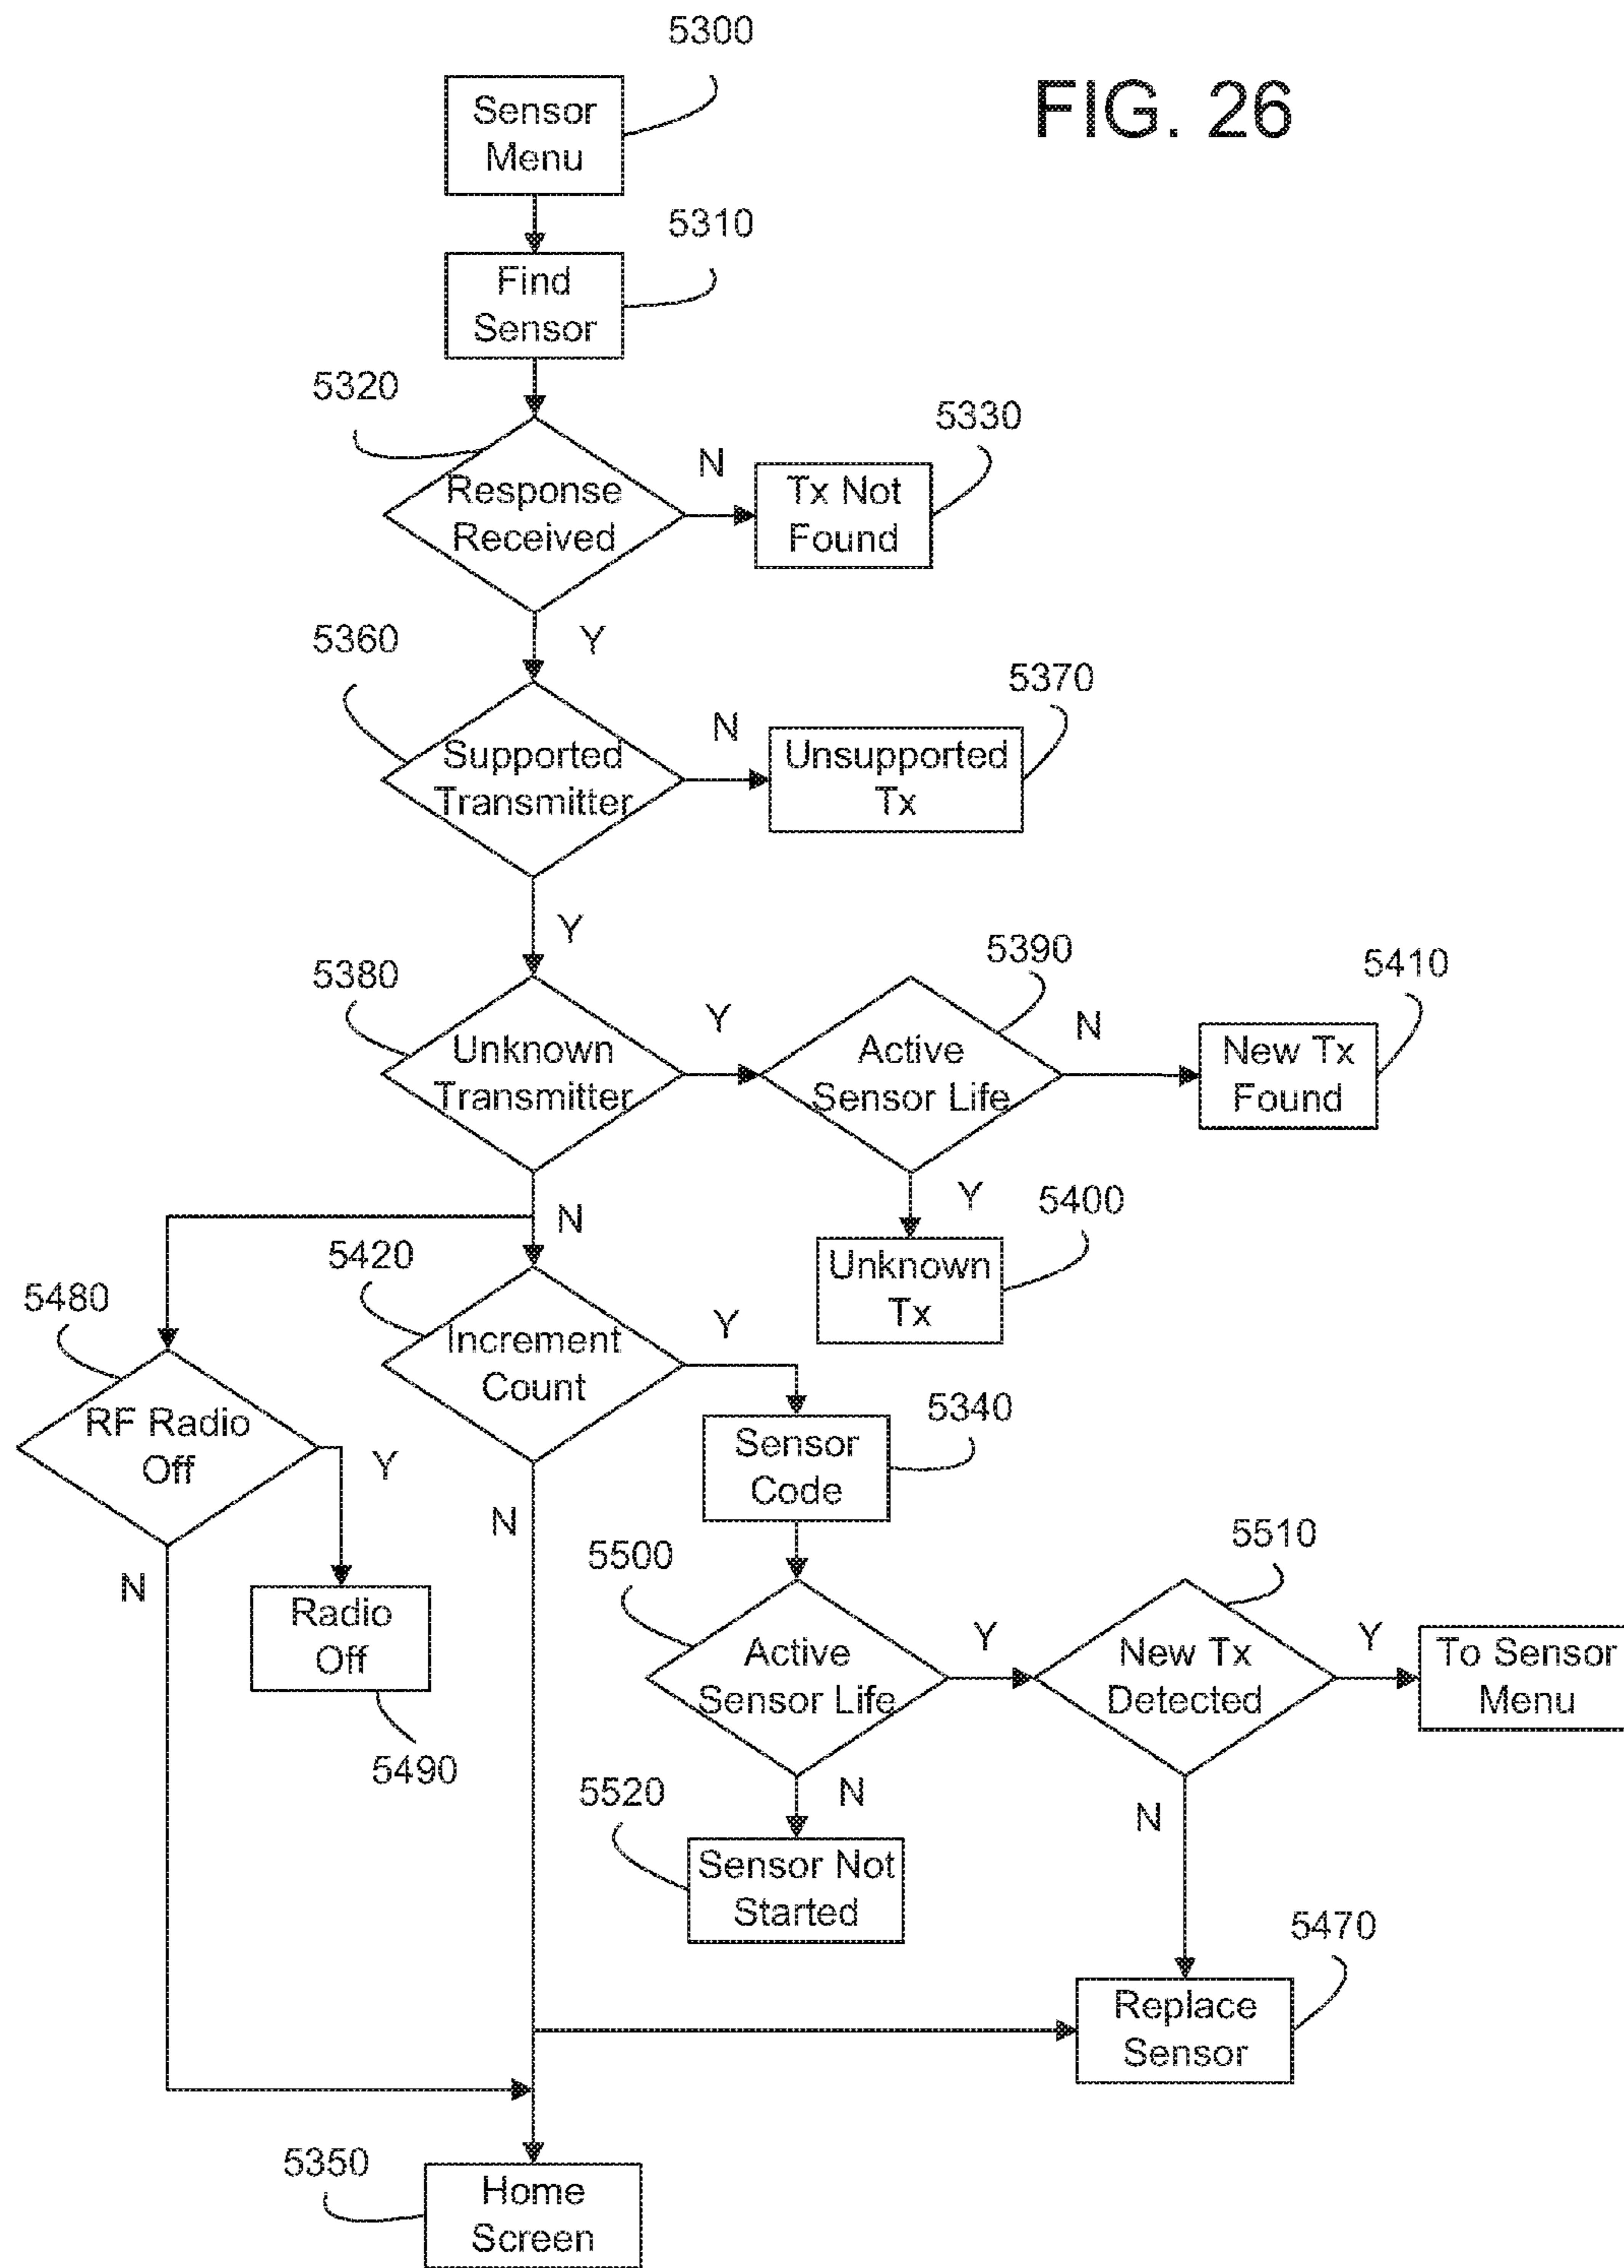 5300
FIG. 26
Sensor
Menu
5310
Find
Sensor
5320
5330
N
Response
Received
Tx Not
Found
Y
5360
5370
N
Supported
Transmitter
Unsupported
Tx
Y
5380
5390
5410
Y
N
Unknown
Transmitter
Active
Sensor Life
New Tx
Found
N
Y
5400
5420
5480
Unknown
Tx
Y
Increment
Count
5340
RF Radio
Off
Y
Sensor
Code
N
5500
5510
N
Radio
Off
Active
Sensor Life
Y
New Tx
Detected
Y
To Sensor
Menu
5490
5520
N
N
Sensor Not
Started
5470
Replace
Sensor
5350
Home
Screen